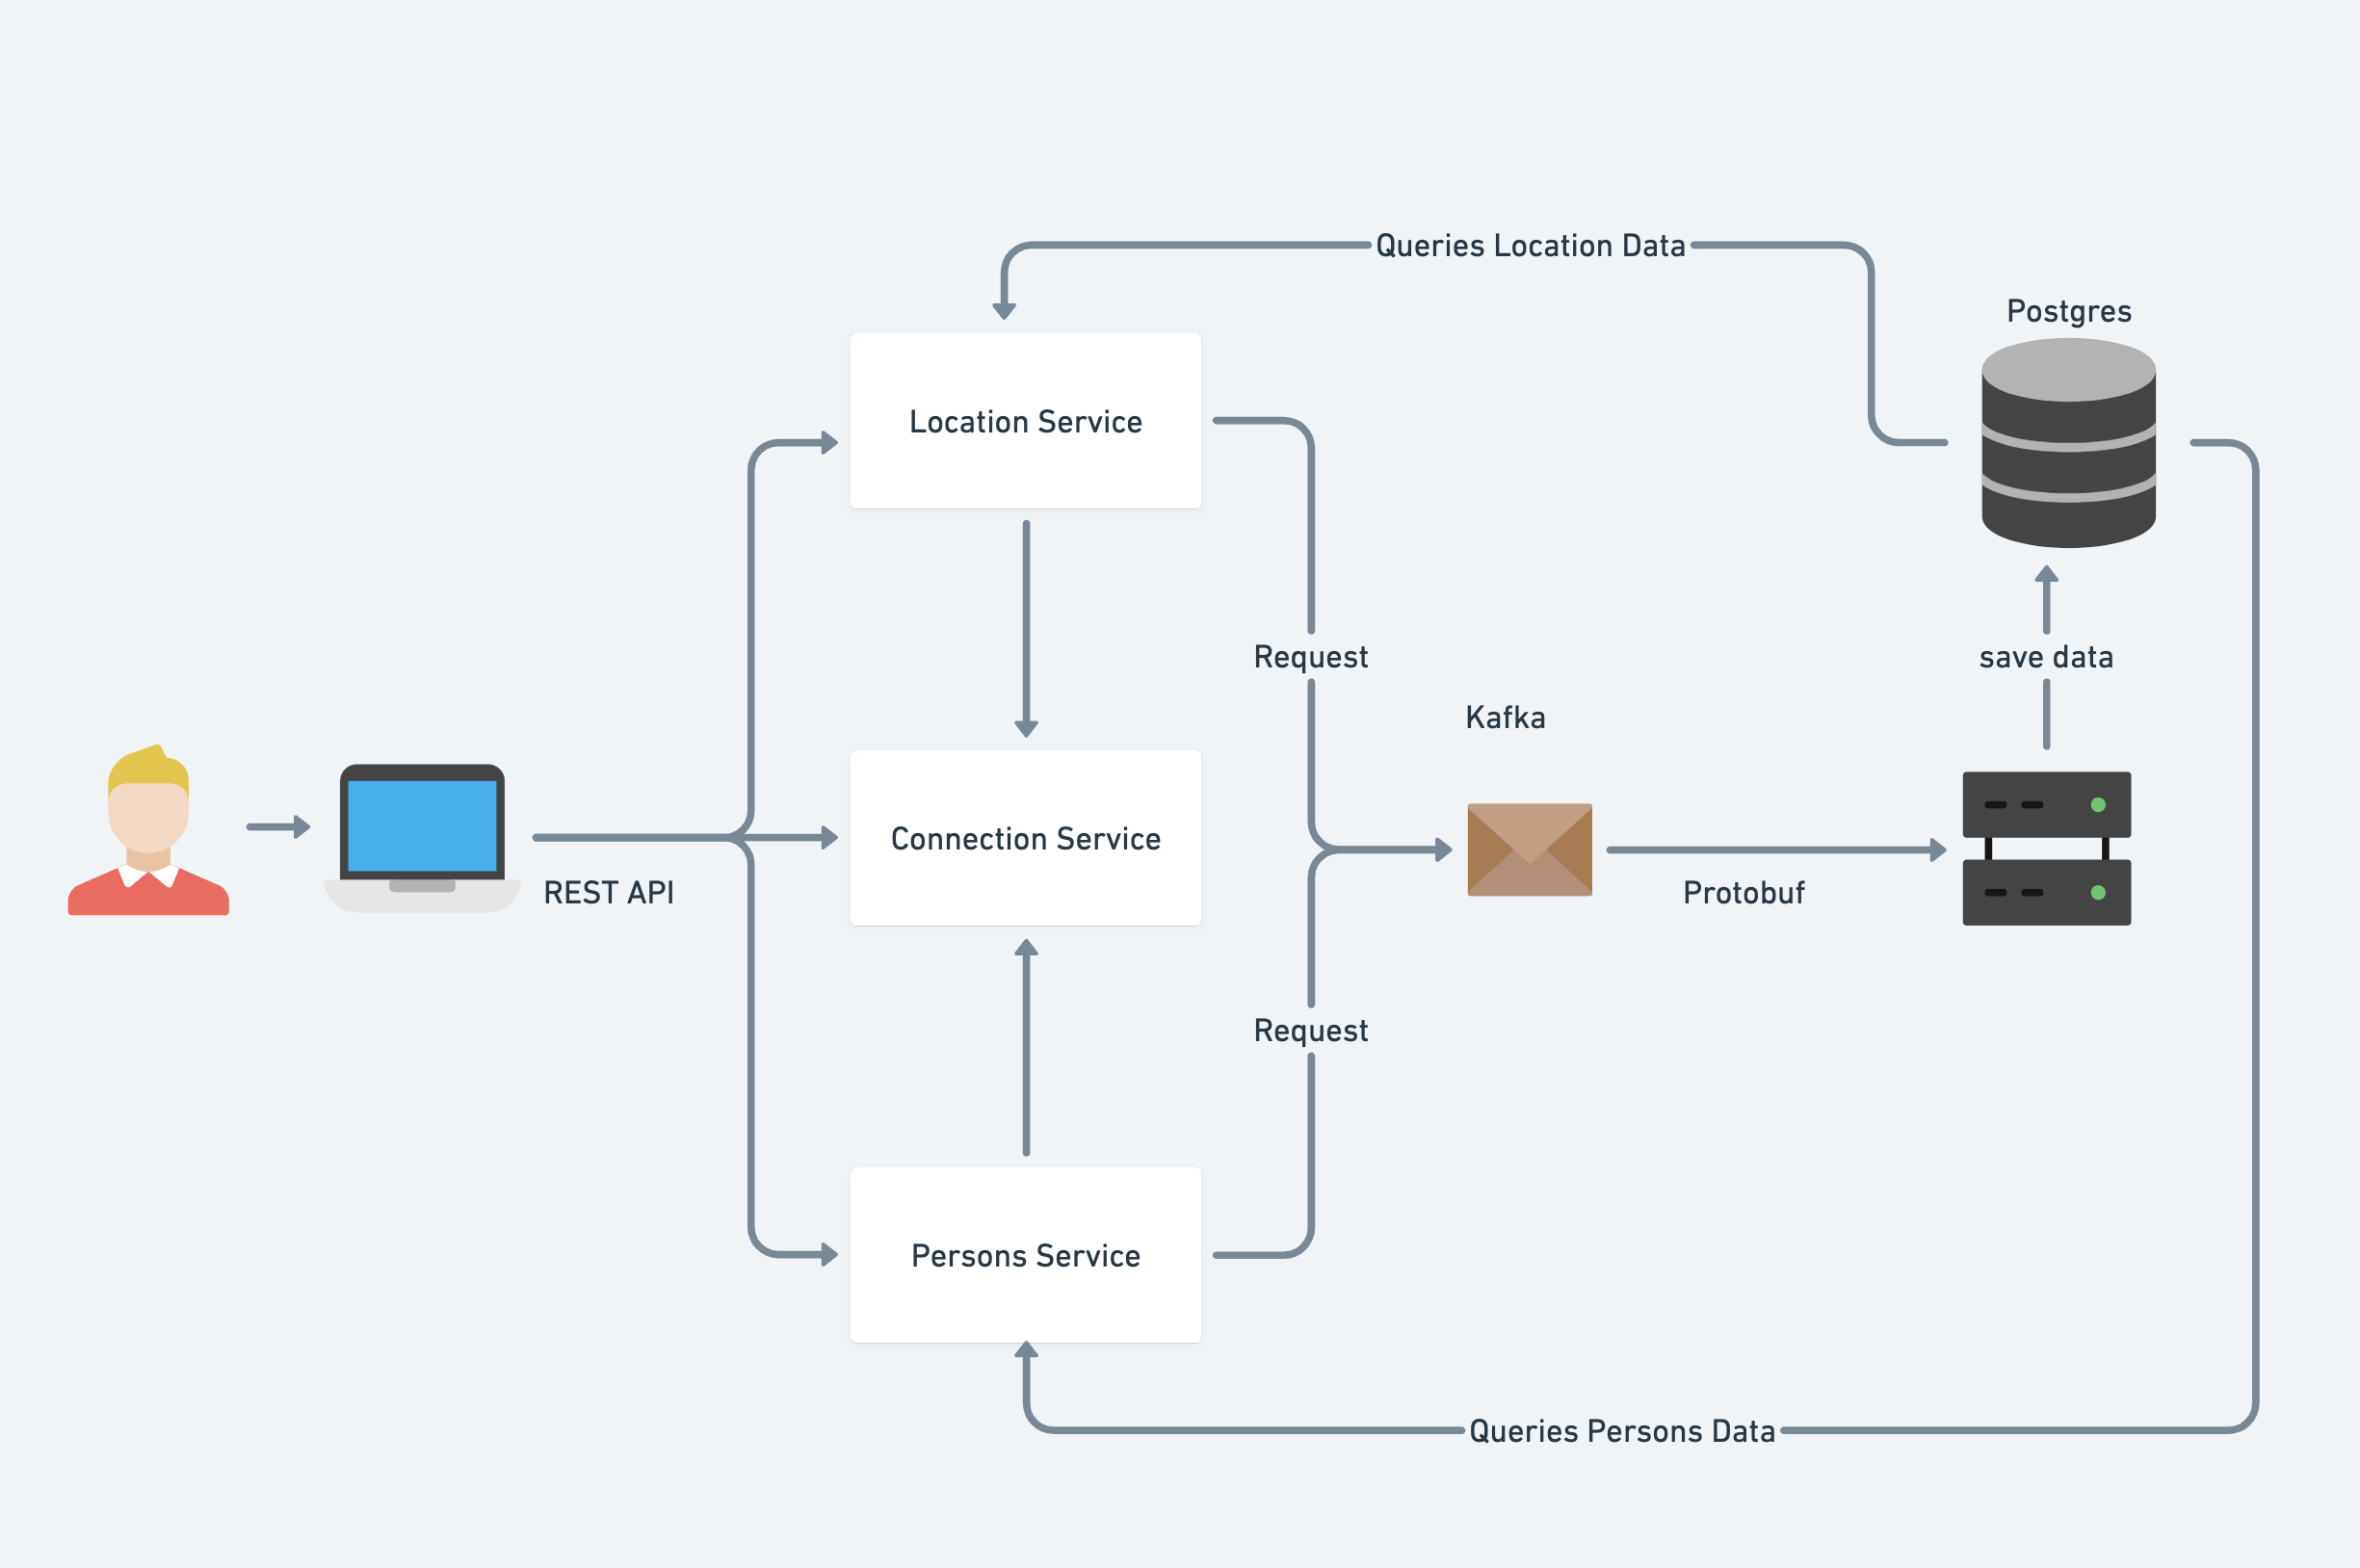 Queries Location Data
Postgres
Location Service
Request
save data
Kafka
Connection Service
REST API
Protobuf
Request
Persons Service
Queries Persons Data